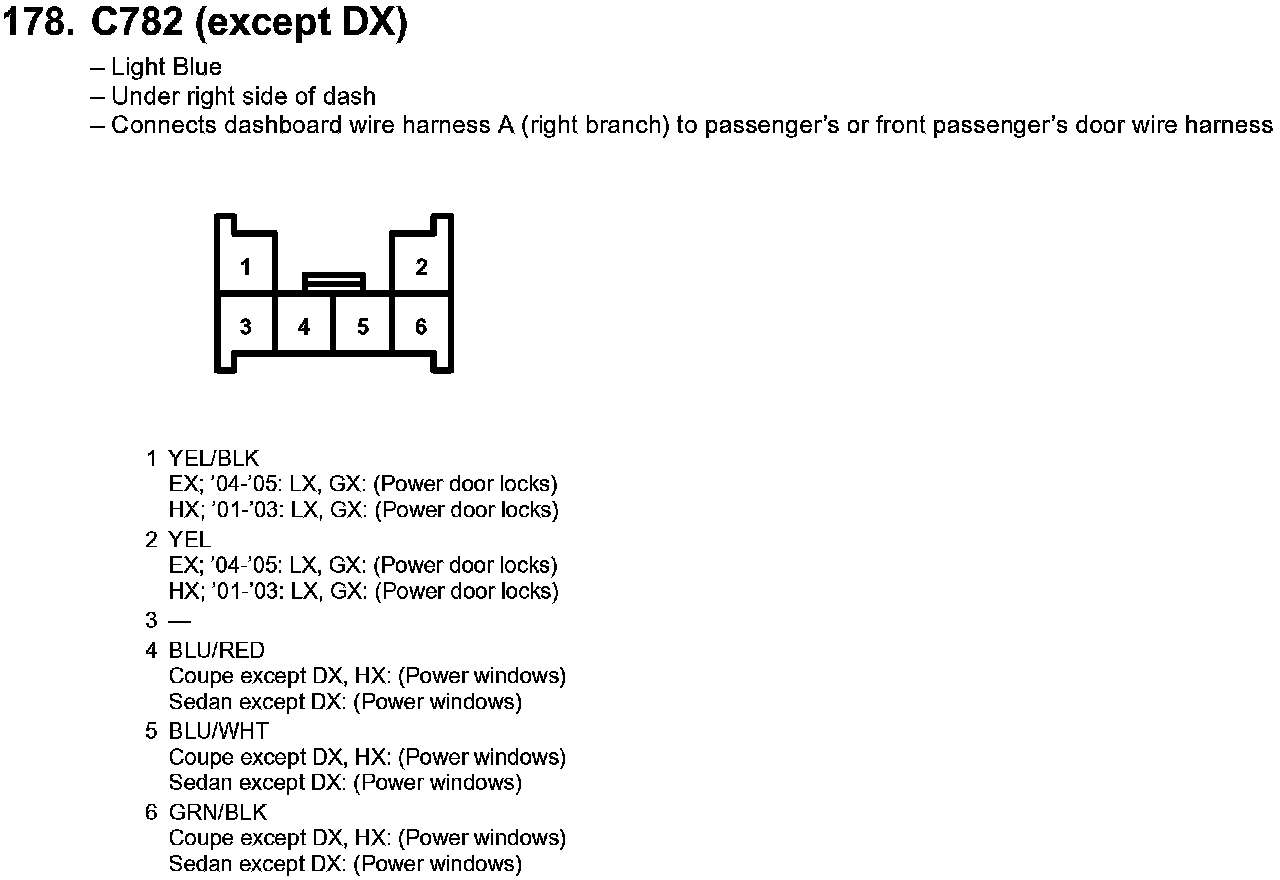 178. C782 (except DX)
– Light Blue
– Under right side of dash
– Connects dashboard wire harness A (right branch) to passenger’s or front passenger’s door wire harness
1 2
3 4 5 6
1 YEL/BLK
EX; ’04-’05: LX, GX: (Power door locks)
HX; ’01-’03: LX, GX: (Power door locks)
2 YEL
EX; ’04-’05: LX, GX: (Power door locks)
HX; ’01-’03: LX, GX: (Power door locks)
3 —
4 BLU/RED
Coupe except DX, HX: (Power windows)
Sedan except DX: (Power windows)
5 BLU/WHT
Coupe except DX, HX: (Power windows)
Sedan except DX: (Power windows)
6 GRN/BLK
Coupe except DX, HX: (Power windows)
Sedan except DX: (Power windows)